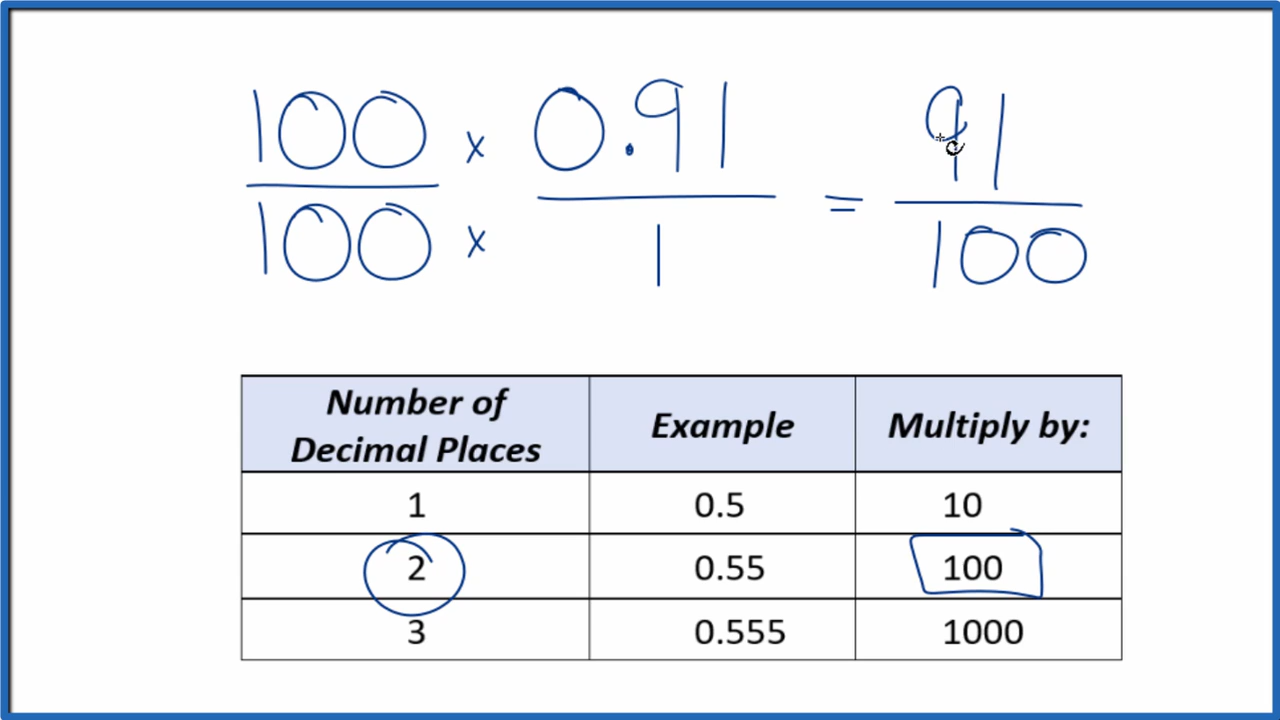 100 × 0.91 91
100 × 1 = 100
Number of Decimal Places Example Multiply by:
1 0.5 10
2 0.55 100
3 0.555 1000